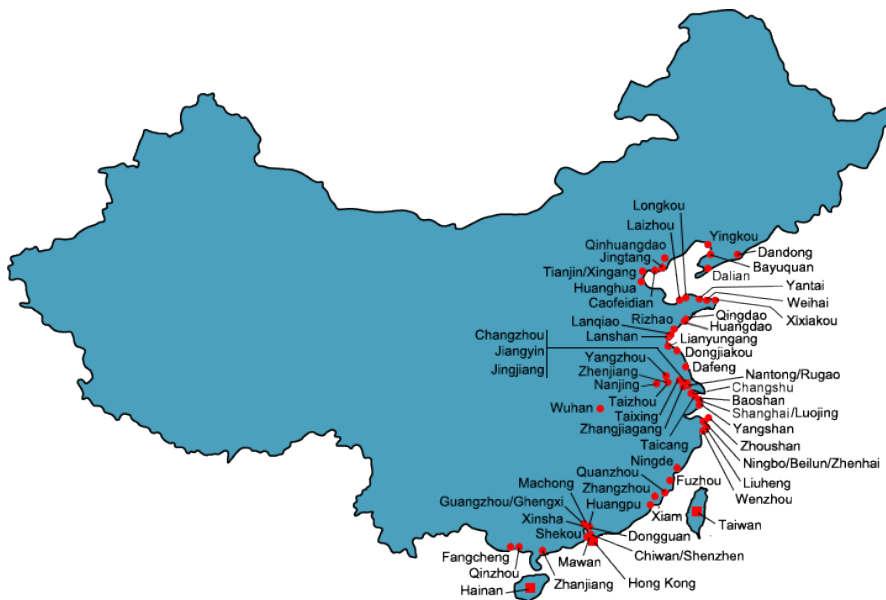 Longkou
Laizhou
Yingkou
Qinhuangdao
Dandong
Jingtang
Bayuquan
Tianjin/Xingang
Dalian
Huanghua
Yantai
Caofeidian
Weihai
Xixiakou
Rizhao
Qingdao
Lanqiao
Huangdao
Changzhou
Lanshan
Lianyungang
Jiangyin
Dongjiakou
Yangzhou
Jingjiang
Dafeng
Zhenjiang
Nantong/Rugao
Nanjing
Changshu
Taizhou
Baoshan
Wuhan
Taixing
Shanghai/Luojing
Zhangjiagang
Yangshan
Taicang
Zhoushan
Ningde
Ningbo/Beilun/Zhenhai
Quanzhou
Fuzhou
Liuheng
Machong
Zhangzhou
Wenzhou
Guangzhou/Ghengxi
Huangpu
Xinsha
Xiam
Taiwan
Shekou
Dongguan
Fangcheng
Mawan
Chiwan/Shenzhen
Qinzhou
Hainan
Zhanjiang
Hong Kong